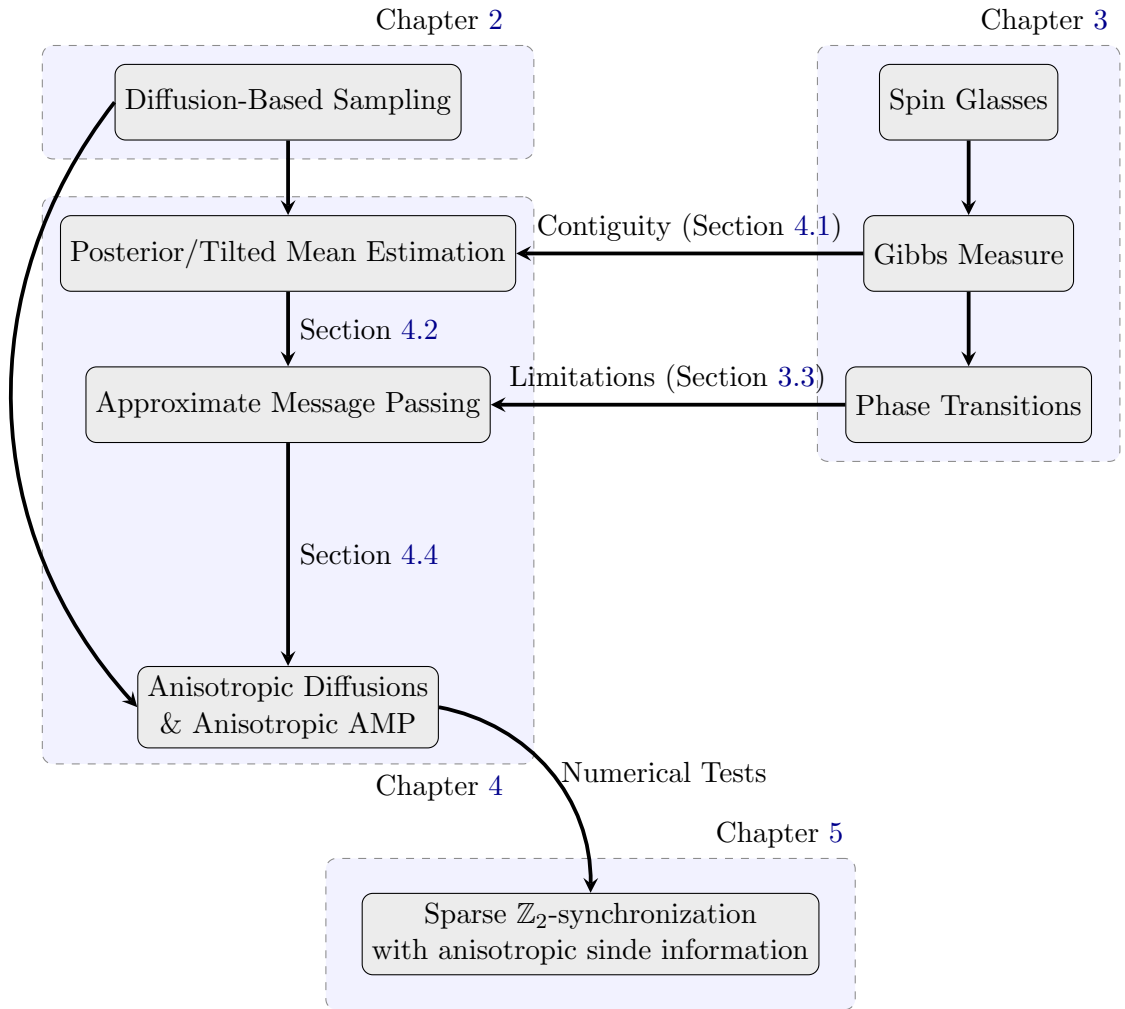 Chapter 2
Chapter 3
Diffusion-Based Sampling
Spin Glasses
Contiguity (Section 4.1)
Posterior/Tilted Mean Estimation
Gibbs Measure
Section 4.2
Limitations (Section 3.3)
Approximate Message Passing
Phase Transitions
Section 4.4
Anisotropic Diffusions
& Anisotropic AMP
Numerical Tests
Chapter 4
Chapter 5
Sparse ℤ₂-synchronization
with anisotropic sinde information